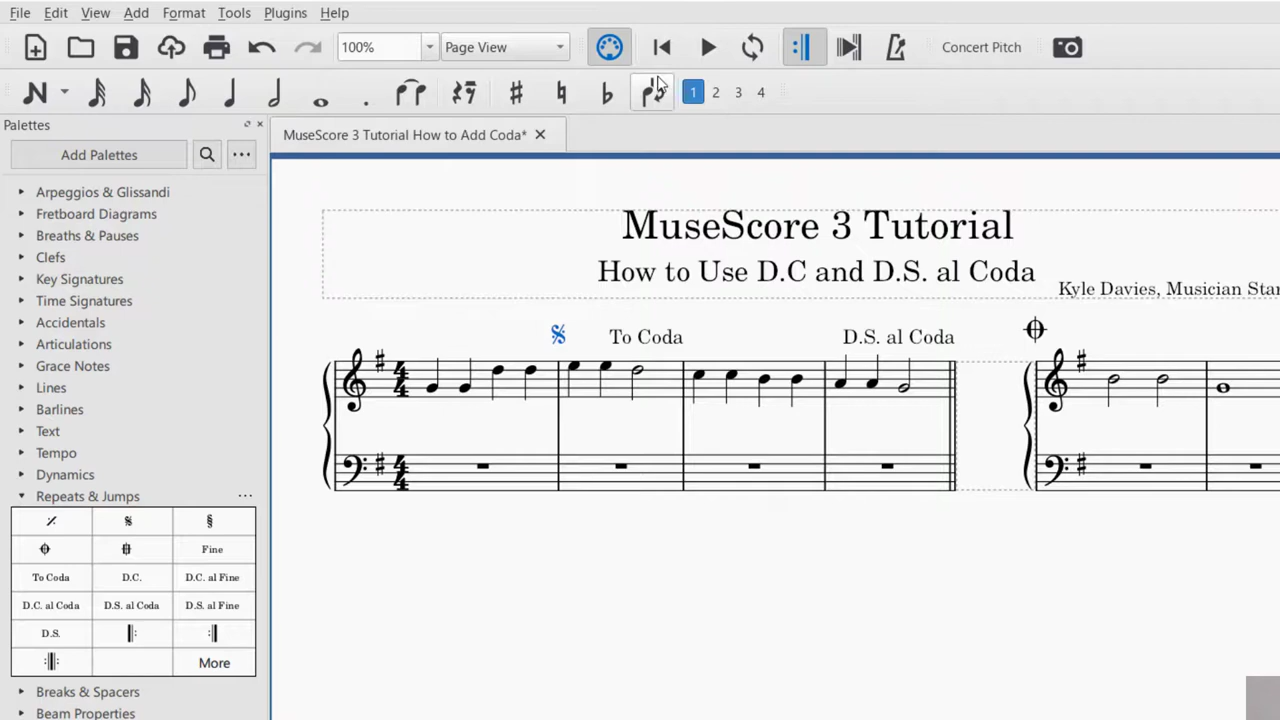 File Edit View Add Format Tools Plugins Help
100% Page View Concert Pitch
1 2 3 4
Palettes
MuseScore 3 Tutorial How to Add Coda*
Add Palettes
Arpeggios & Glissandi
Fretboard Diagrams
Breaths & Pauses
Clefs
Key Signatures
Time Signatures
Accidentals
Articulations
Grace Notes
Lines
Barlines
Text
Tempo
Dynamics
Repeats & Jumps
Fine
To Coda D.C. D.C. al Fine
D.C. al Coda D.S. al Coda D.S. al Fine
D.S.
More
Breaks & Spacers
Beam Properties
MuseScore 3 Tutorial
How to Use D.C and D.S. al Coda
Kyle Davies, Musician Star
To Coda D.S. al Coda